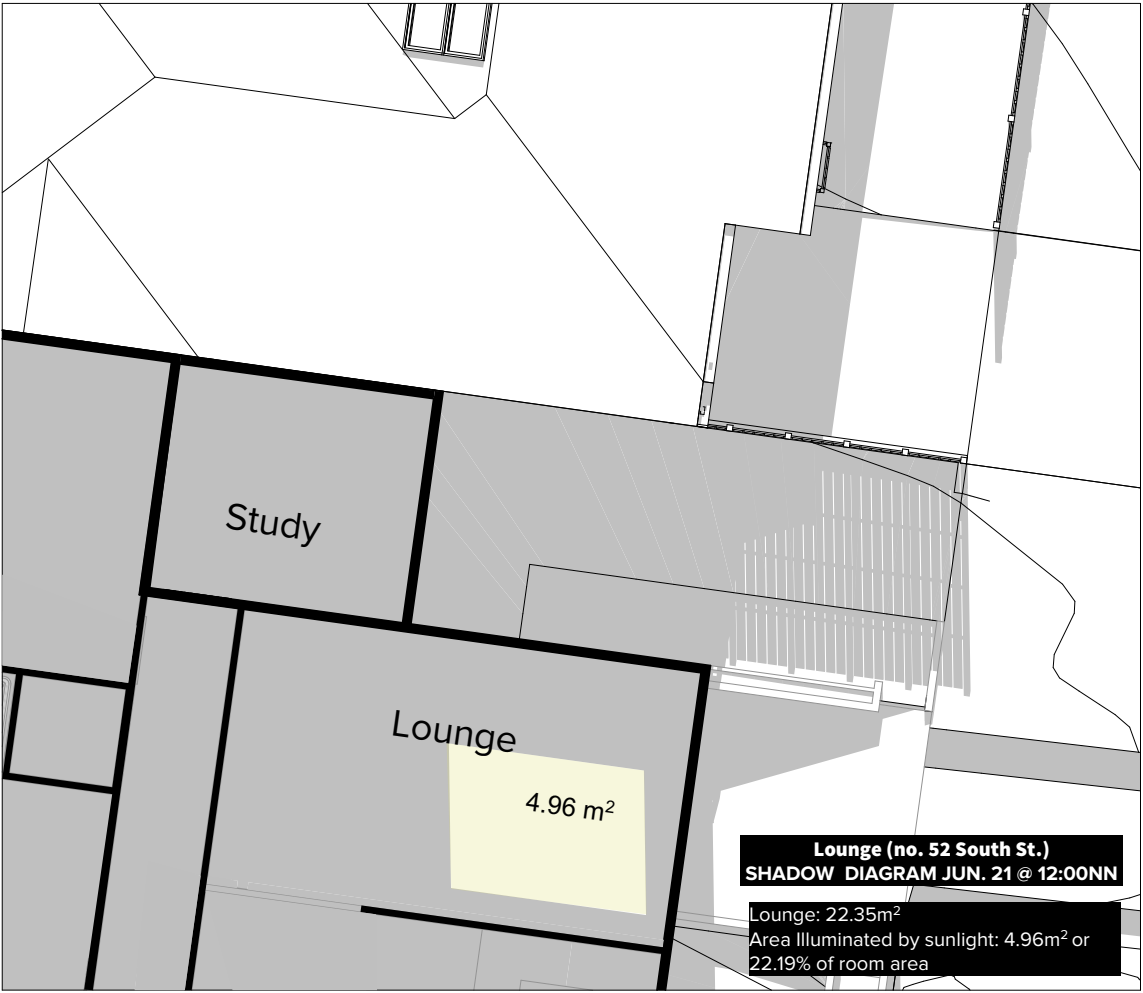 Study
Lounge
4.96 m²
Lounge (no. 52 South St.)
SHADOW DIAGRAM JUN. 21 @ 12:00NN
Lounge: 22.35m²
Area Illuminated by sunlight: 4.96m² or
22.19% of room area